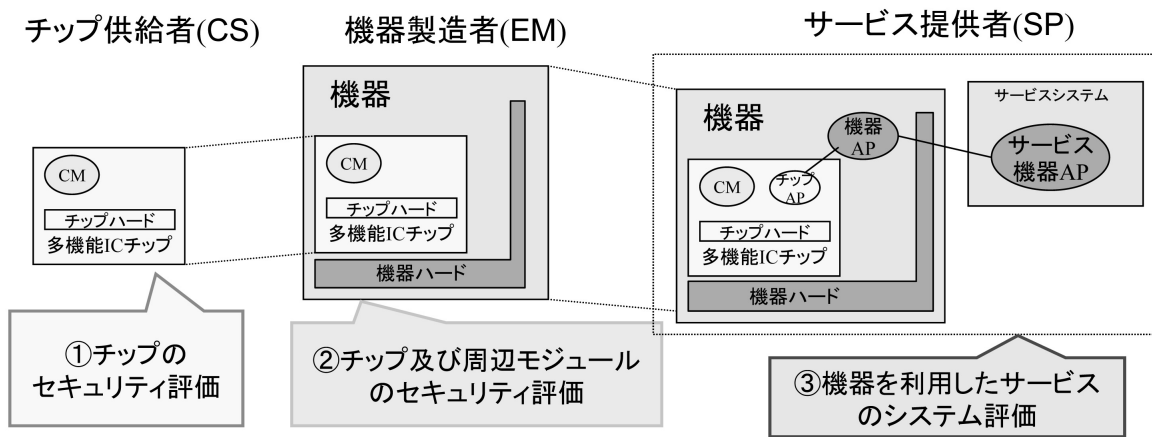 チップ供給者(CS)
機器製造者(EM)
サービス提供者(SP)
CM
チップハード
多機能ICチップ
機器
CM
チップハード
多機能ICチップ
機器ハード
機器
機器
AP
CM
チップ
AP
チップハード
多機能ICチップ
機器ハード
サービスシステム
サービス
機器AP
①チップの
セキュリティ評価
②チップ及び周辺モジュール
のセキュリティ評価
③機器を利用したサービス
のシステム評価